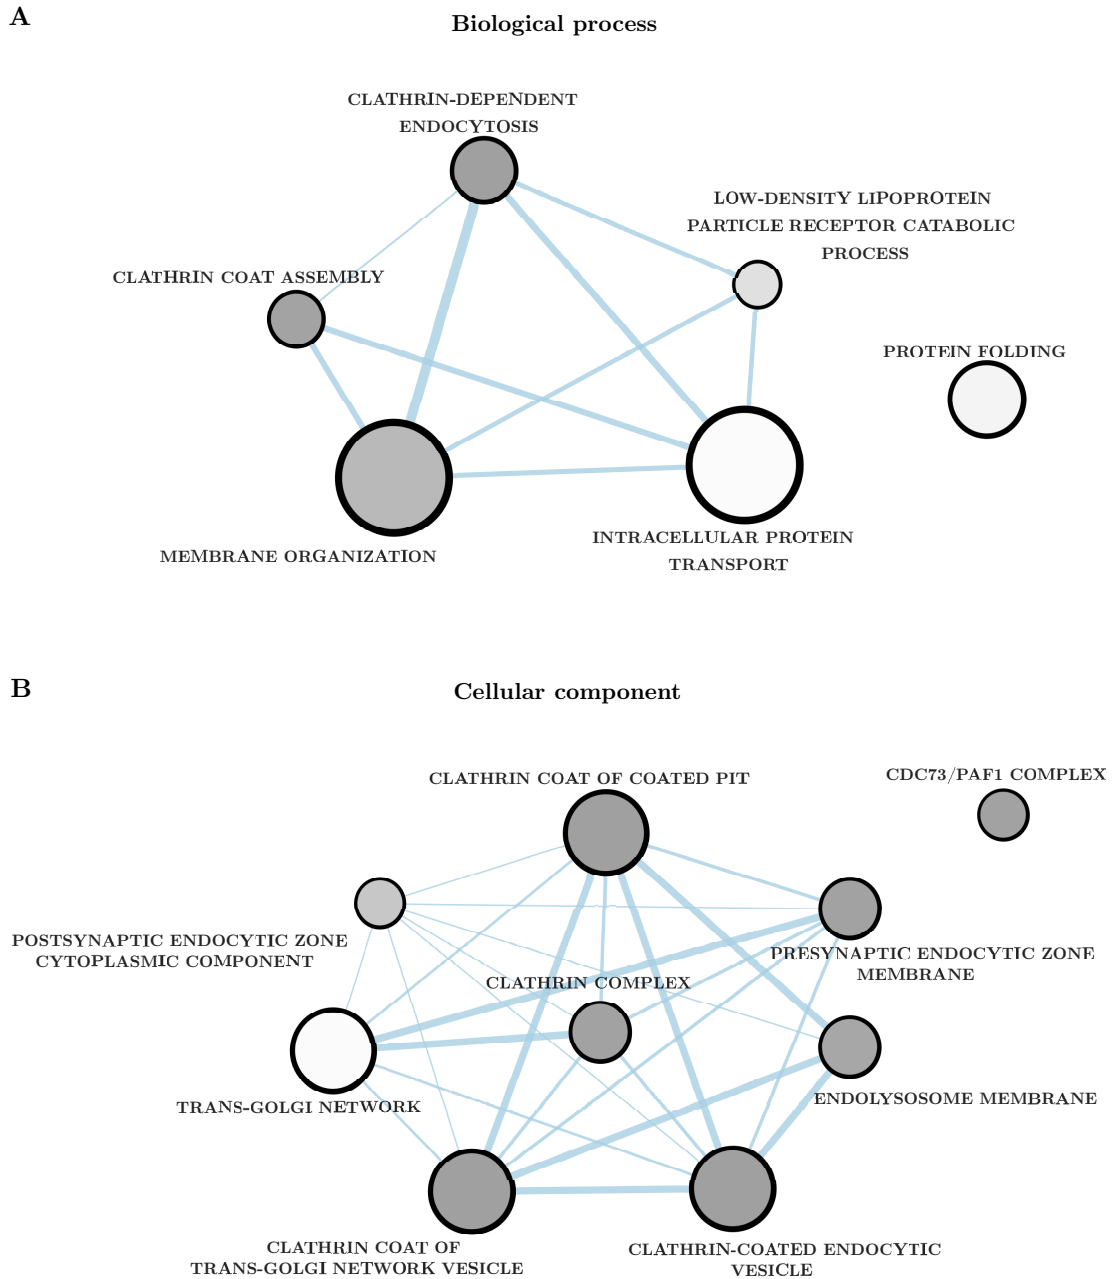 A
Biological process
CLATHRIN-DEPENDENT
ENDOCYTOSIS
LOW-DENSITY LIPOPROTEIN
PARTICLE RECEPTOR CATABOLIC
PROCESS
CLATHRIN COAT ASSEMBLY
PROTEIN FOLDING
INTRACELLULAR PROTEIN
TRANSPORT
MEMBRANE ORGANIZATION
B
Cellular component
CLATHRIN COAT OF COATED PIT
CDC73/PAF1 COMPLEX
POSTSYNAPTIC ENDOCYTIC ZONE
CYTOPLASMIC COMPONENT
PRESYNAPTIC ENDOCYTIC ZONE
MEMBRANE
CLATHRIN COMPLEX
TRANS-GOLGI NETWORK
ENDOLYSOSOME MEMBRANE
CLATHRIN COAT OF
TRANS-GOLGI NETWORK VESICLE
CLATHRIN-COATED ENDOCYTIC
VESICLE